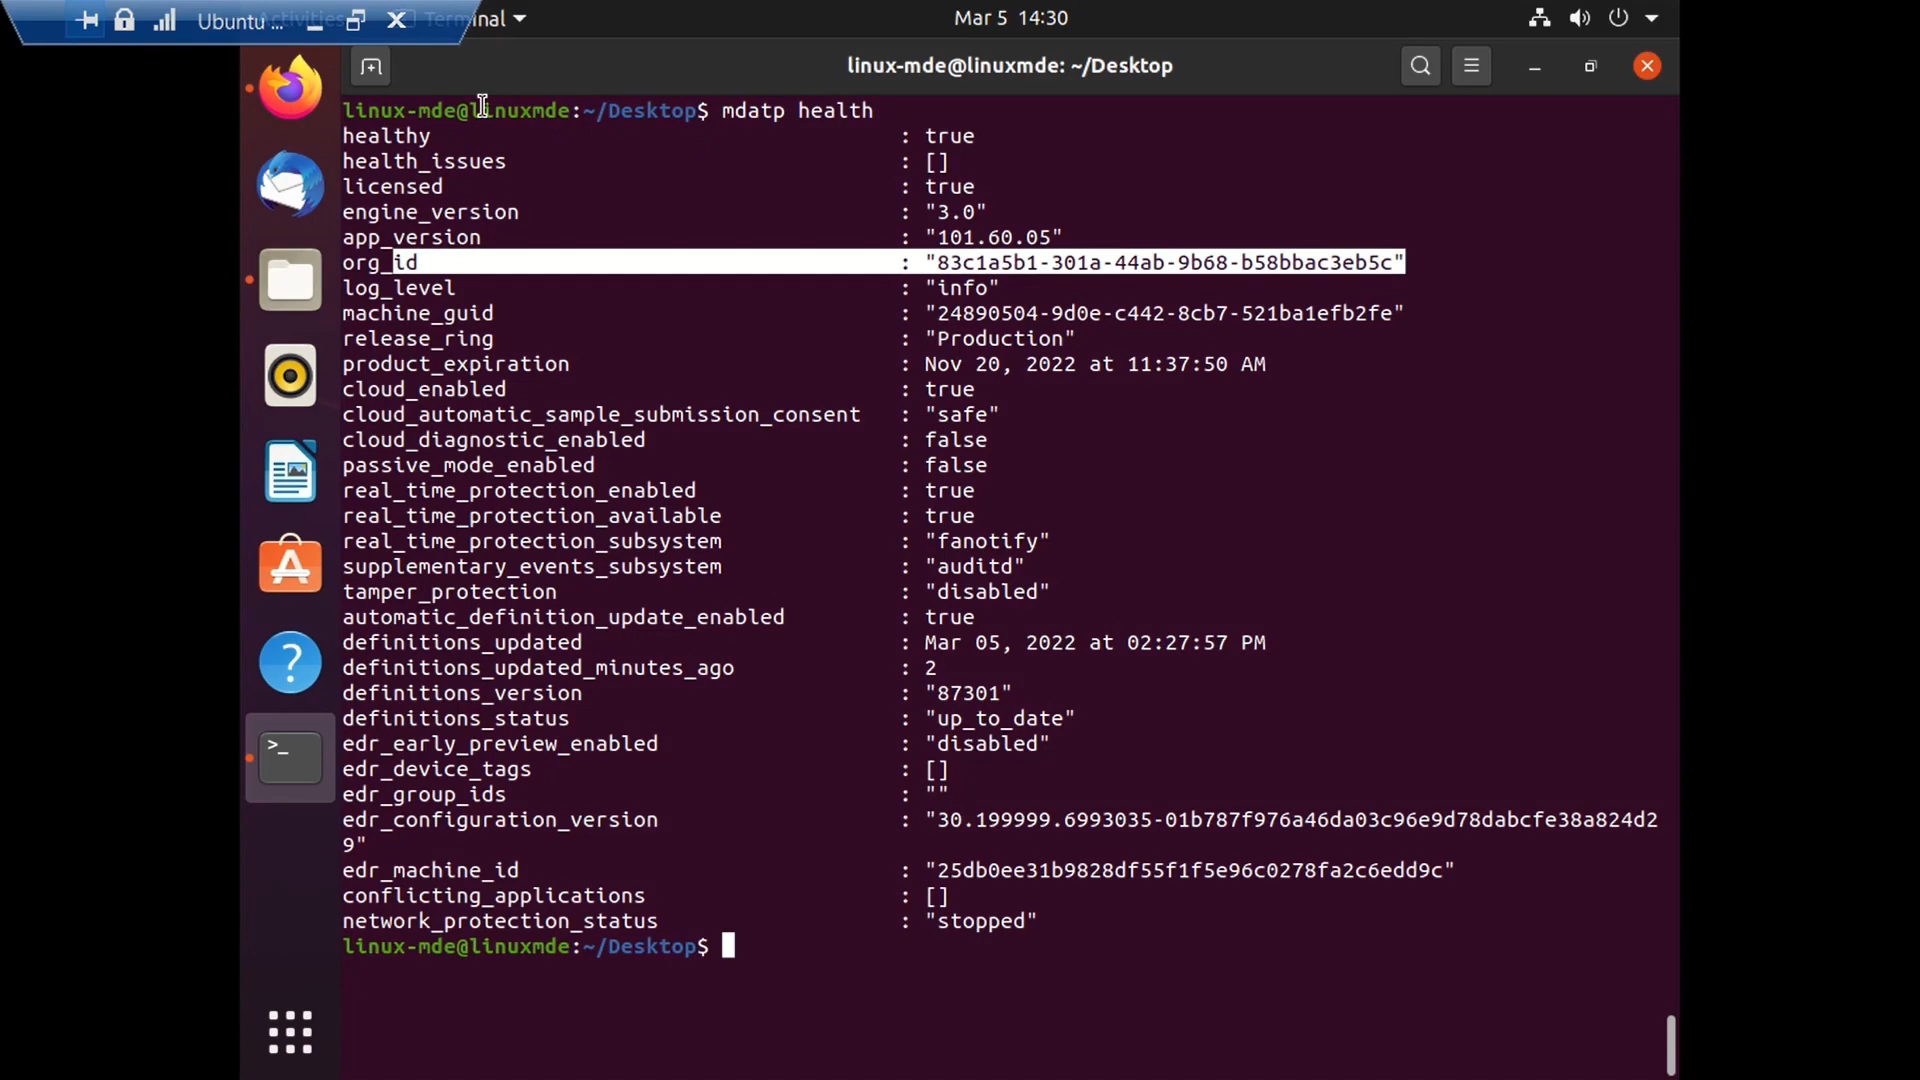 Ubuntu ...
Activities Terminal
Mar 5 14:30
linux-mde@linuxmde: ~/Desktop
linux-mde@linuxmde:~/Desktop$ mdatp health
healthy : true
health_issues : []
licensed : true
engine_version : "3.0"
app_version : "101.60.05"
org_id : "83c1a5b1-301a-44ab-9b68-b58bbac3eb5c"
log_level : "info"
machine_guid : "24890504-9d0e-c442-8cb7-521ba1efb2fe"
release_ring : "Production"
product_expiration : Nov 20, 2022 at 11:37:50 AM
cloud_enabled : true
cloud_automatic_sample_submission_consent : "safe"
cloud_diagnostic_enabled : false
passive_mode_enabled : false
real_time_protection_enabled : true
real_time_protection_available : true
real_time_protection_subsystem : "fanotify"
supplementary_events_subsystem : "auditd"
tamper_protection : "disabled"
automatic_definition_update_enabled : true
definitions_updated : Mar 05, 2022 at 02:27:57 PM
definitions_updated_minutes_ago : 2
definitions_version : "87301"
definitions_status : "up_to_date"
edr_early_preview_enabled : "disabled"
edr_device_tags : []
edr_group_ids : ""
edr_configuration_version : "30.199999.6993035-01b787f976a46da03c96e9d78dabcfe38a824d2
9"
edr_machine_id : "25db0ee31b9828df55f1f5e96c0278fa2c6edd9c"
conflicting_applications : []
network_protection_status : "stopped"
linux-mde@linuxmde:~/Desktop$